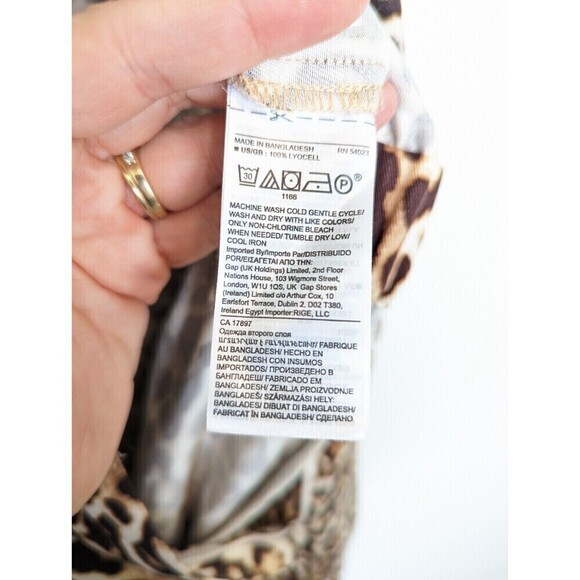 MADE IN BANGLADESH RN 54023
■ US/GB : 100% LYOCELL
30 P ®
1166
MACHINE WASH COLD GENTLE CYCLE/
WASH AND DRY WITH LIKE COLORS/
ONLY NON-CHLORINE BLEACH
WHEN NEEDED/ TUMBLE DRY LOW/
COOL IRON
Imported By/Importado Par/DISTRIBUIDO
POR/ΕΙΣΑΓΕΤΑΙ ΑΠΟ ΤΗΝ:
Gap (UK Holdings) Limited, 2nd Floor
Nations House, 103 Wigmore Street,
London, W1U 1QS, UK Gap Stores
(Ireland) Limited c/o Arthur Cox, 10
Earlsfort Terrace, Dublin 2, D02 T380,
Ireland Egypt Importer:RIGE, LLC
CA 17897
Одежда второго слоя
FABRIQUE
AU BANGLADESH/ HECHO EN
BANGLADESH CON INSUMOS
IMPORTADOS/ ПРОИЗВЕДЕНО В
БАНГЛАДЕШ/ FABRICADO EM
BANGLADESH/ ZEMLJA PROIZVODNJE
BANGLADEŠ/ SZÁRMAZÁSI HELY:
BANGLADES/ DIBUAT DI BANGLADESH/
FABRICAT ÎN BANGLADESH/ СДЕЛАНО